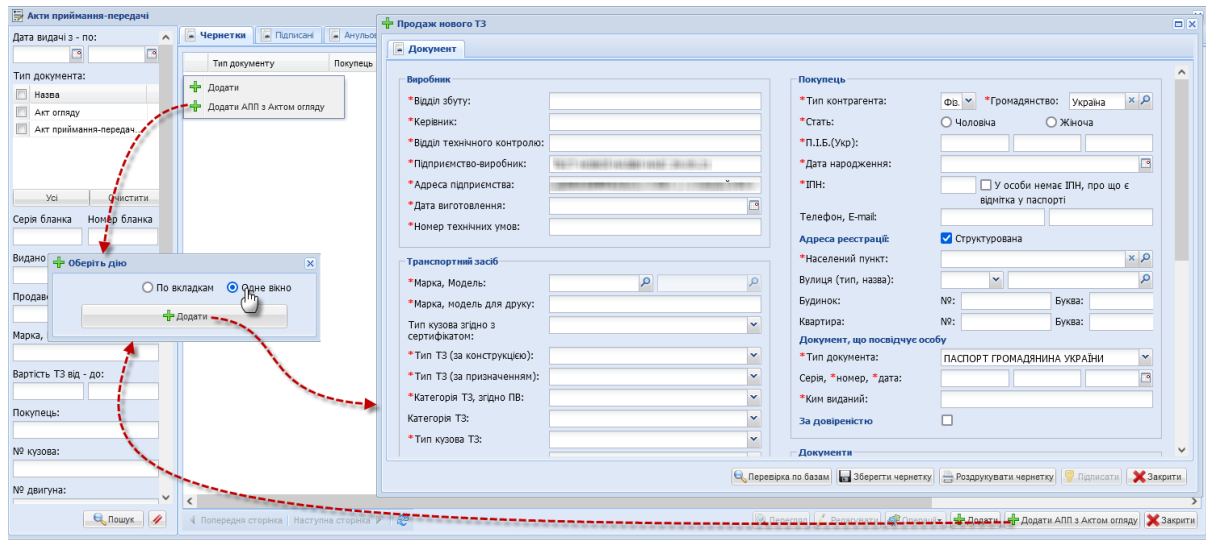 Акти приймання-передачі
Дата видачі з - по:
Тип документа:
Назва
Акт огляду
Акт приймання-передач...
Усі
Очистити
Серія бланка Номер бланка
Видано
Продав
Марка,
Вартість ТЗ від - до:
Покупець:
№ кузова:
№ двигуна:
Пошук
Чернетки Підписані Анульов
Тип документу Покупець
Додати
Додати АПП з Актом огляду
Оберіть дію
По вкладкам Одне вікно
Додати
Продаж нового ТЗ
Документ
Виробник
*Відділ збуту:
*Керівник:
*Відділ технічного контролю:
*Підприємство-виробник:
*Адреса підприємства:
*Дата виготовлення:
*Номер технічних умов:
Транспортний засіб
*Марка, Модель:
*Марка, модель для друку:
Тип кузова згідно з
сертифікатом:
*Тип ТЗ (за конструкцією):
*Тип ТЗ (за призначенням):
*Категорія ТЗ, згідно ПВ:
Категорія ТЗ:
*Тип кузова ТЗ:
Покупець
*Тип контрагента: Фіз. *Громадянство: Україна
*Стать: Чоловіча Жіноча
*П.І.Б.(Укр):
*Дата народження:
*ІПН: У особи немає ІПН, про що є
відмітка у паспорті
Телефон, E-mail:
Адреса реєстрації: Структурована
*Населений пункт:
Вулиця (тип, назва):
Будинок: №: Буква:
Квартира: №: Буква:
Документ, що посвідчує особу
*Тип документа: ПАСПОРТ ГРОМАДЯНИНА УКРАЇНИ
Серія, *номер, *дата:
*Ким виданий:
За довіреністю
Документи
Перевірка по базам Зберегти чернетку Роздрукувати чернетку Підписати Закрити
Попередня сторінка Наступна сторінка
Перегляд Редагувати Операції Додати Додати АПП з Актом огляду Закрити